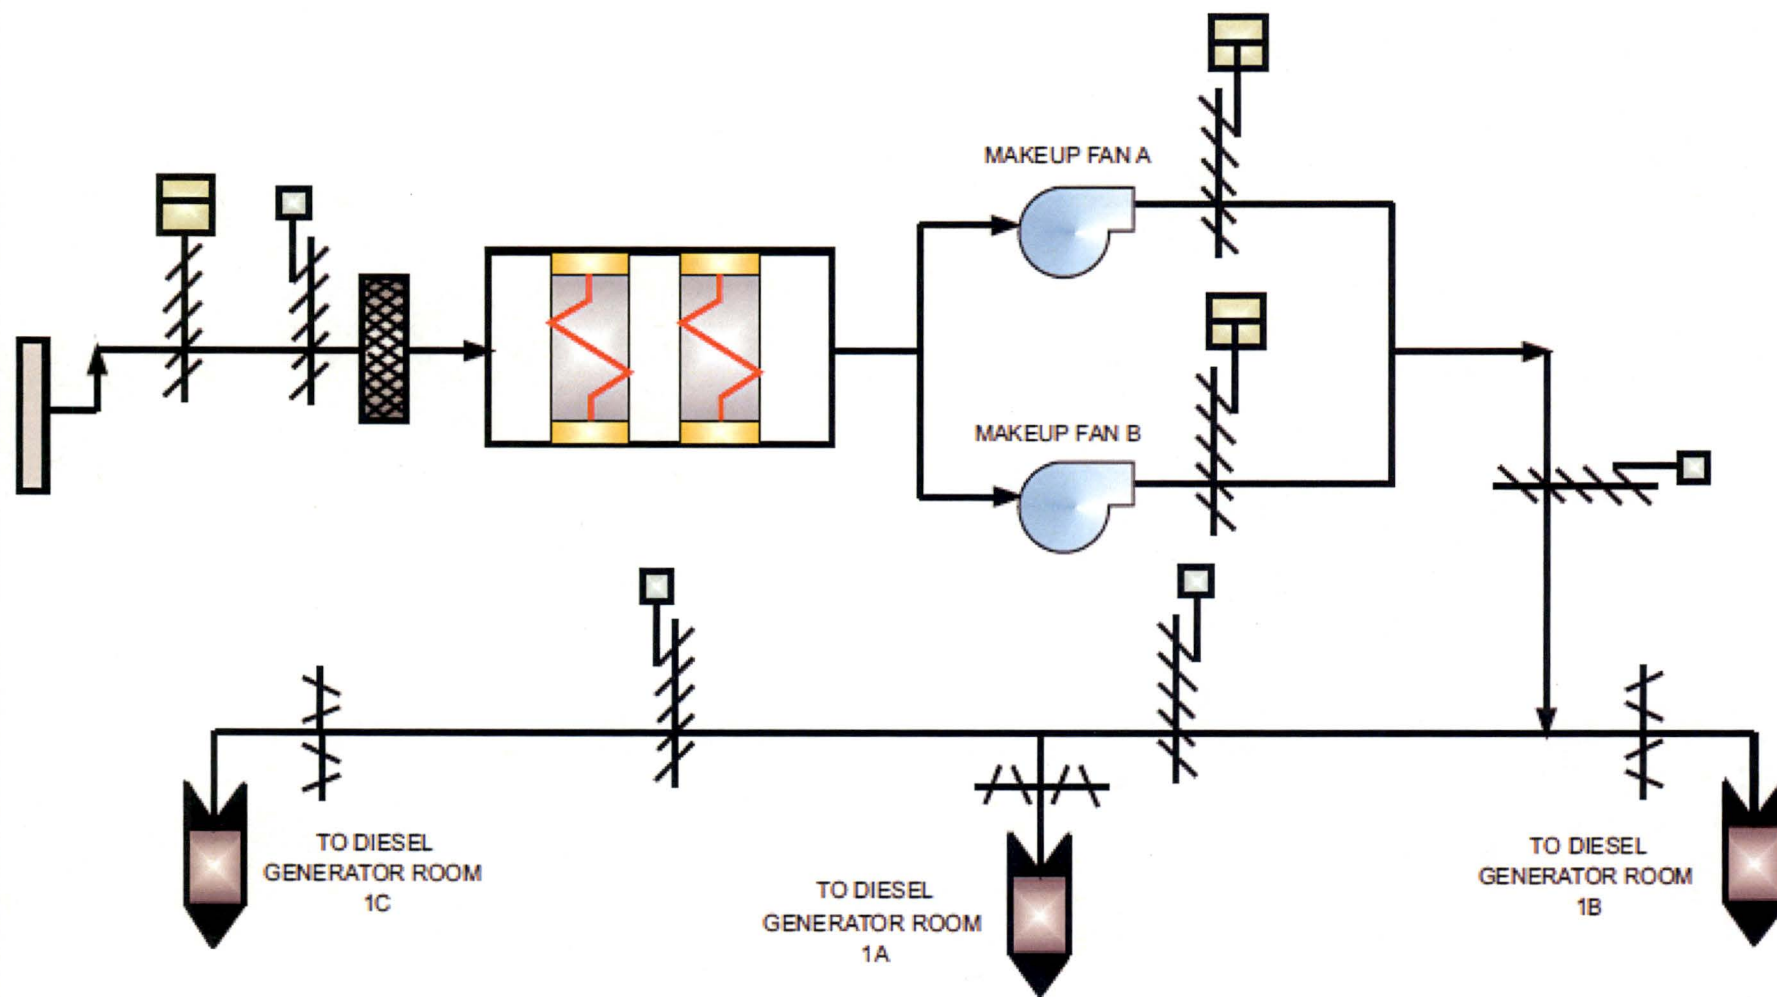 MAKEUP FAN A
MAKEUP FAN B
TO DIESEL
GENERATOR ROOM
1C
TO DIESEL
GENERATOR ROOM
1A
TO DIESEL
GENERATOR ROOM
1B